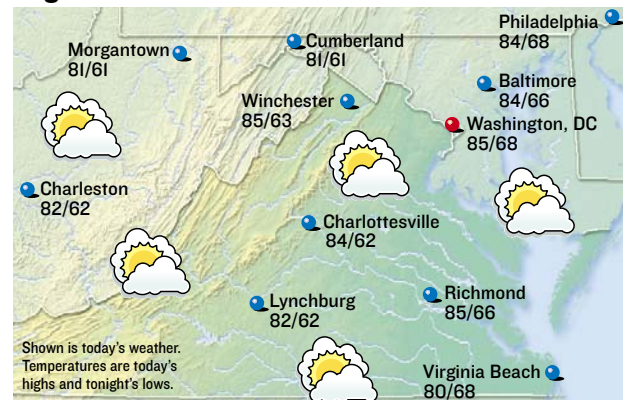 Philadelphia
84/68
Morgantown
81/61
Cumberland
81/61
Baltimore
84/66
Winchester
85/63
Washington, DC
85/68
Charleston
82/62
Charlottesville
84/62
Lynchburg
82/62
Richmond
85/66
Shown is today's weather.
Temperatures are today's
highs and tonight's lows.
Virginia Beach
80/68